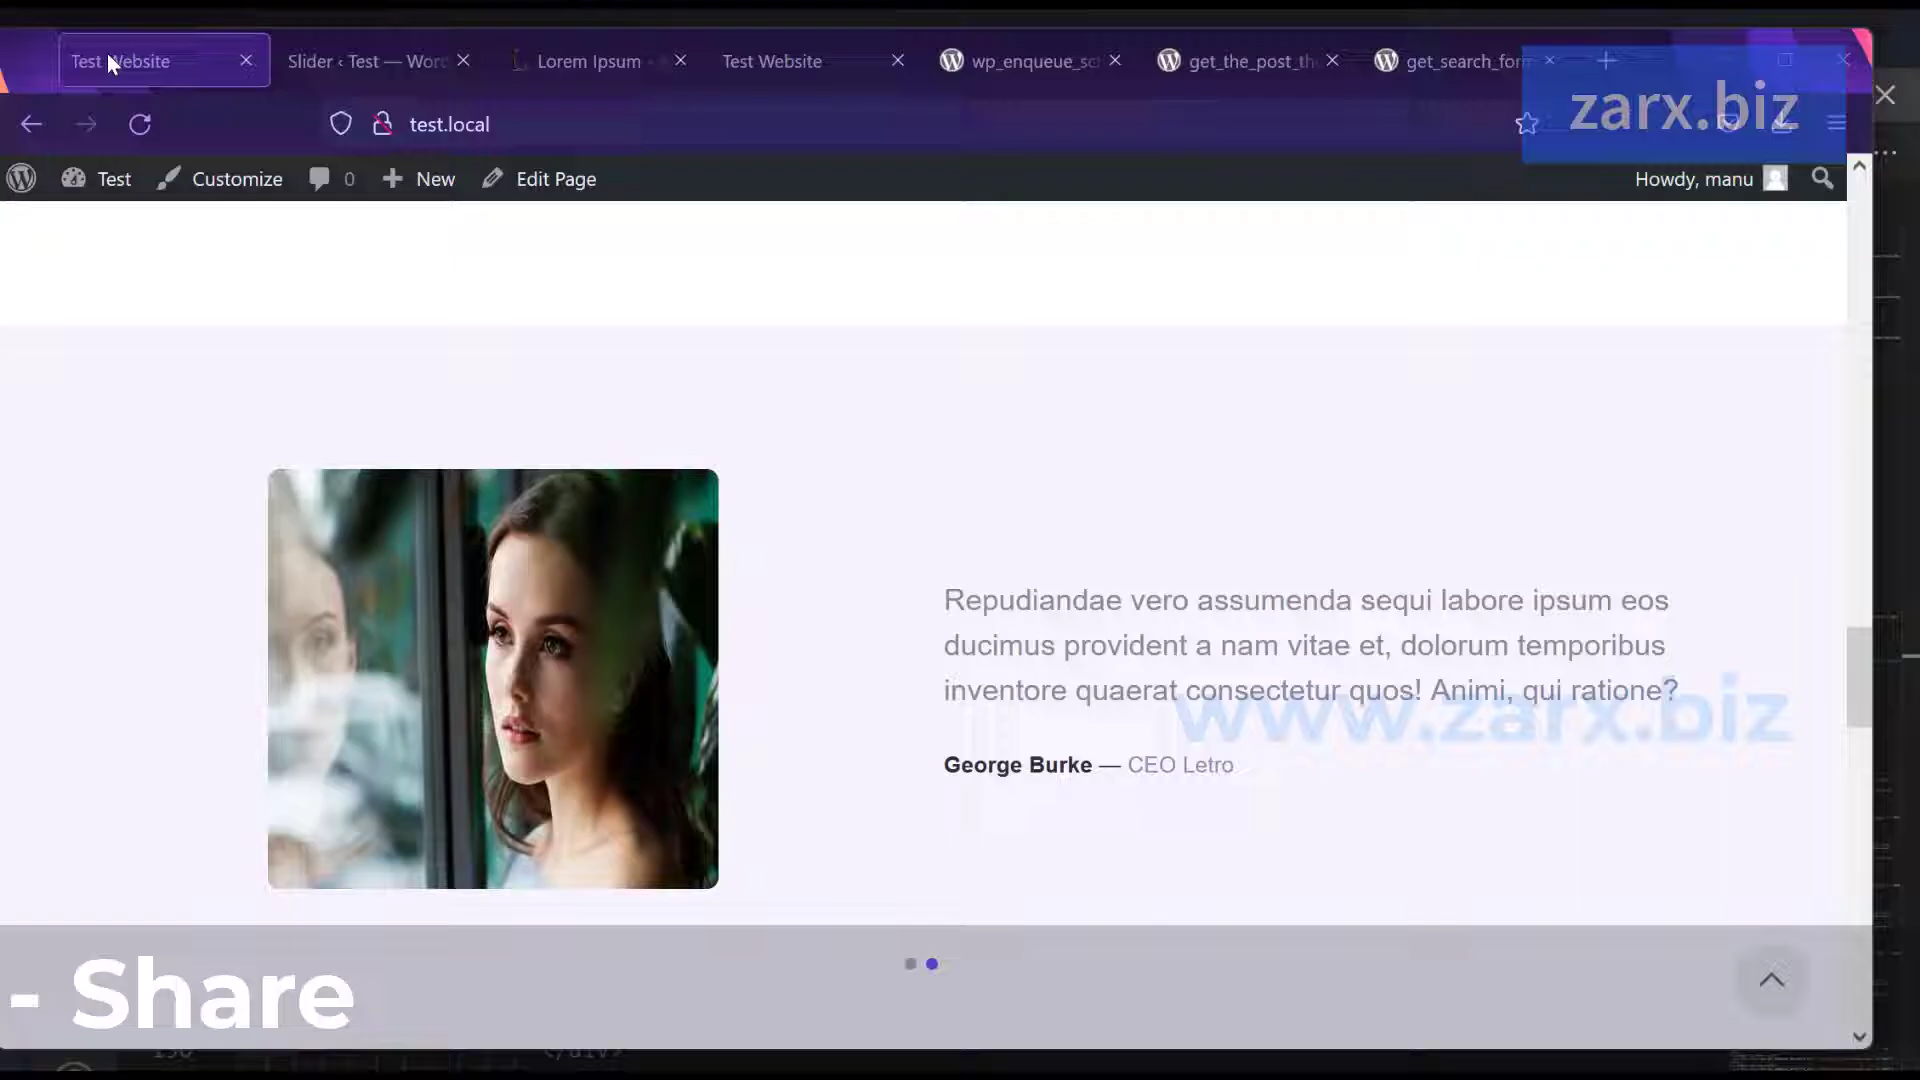 Test Website
Slider ‹ Test — Wor
Lorem Ipsum
Test Website
wp_enqueue_sc
get_the_post_th
get_search_form
zarx.biz
test.local
Test
Customize
0
New
Edit Page
Howdy, manu
Repudiandae vero assumenda sequi labore ipsum eos
ducimus provident a nam vitae et, dolorum temporibus
inventore quaerat consectetur quos! Animi, qui ratione?
www.zarx.biz
George Burke — CEO Letro
- Share